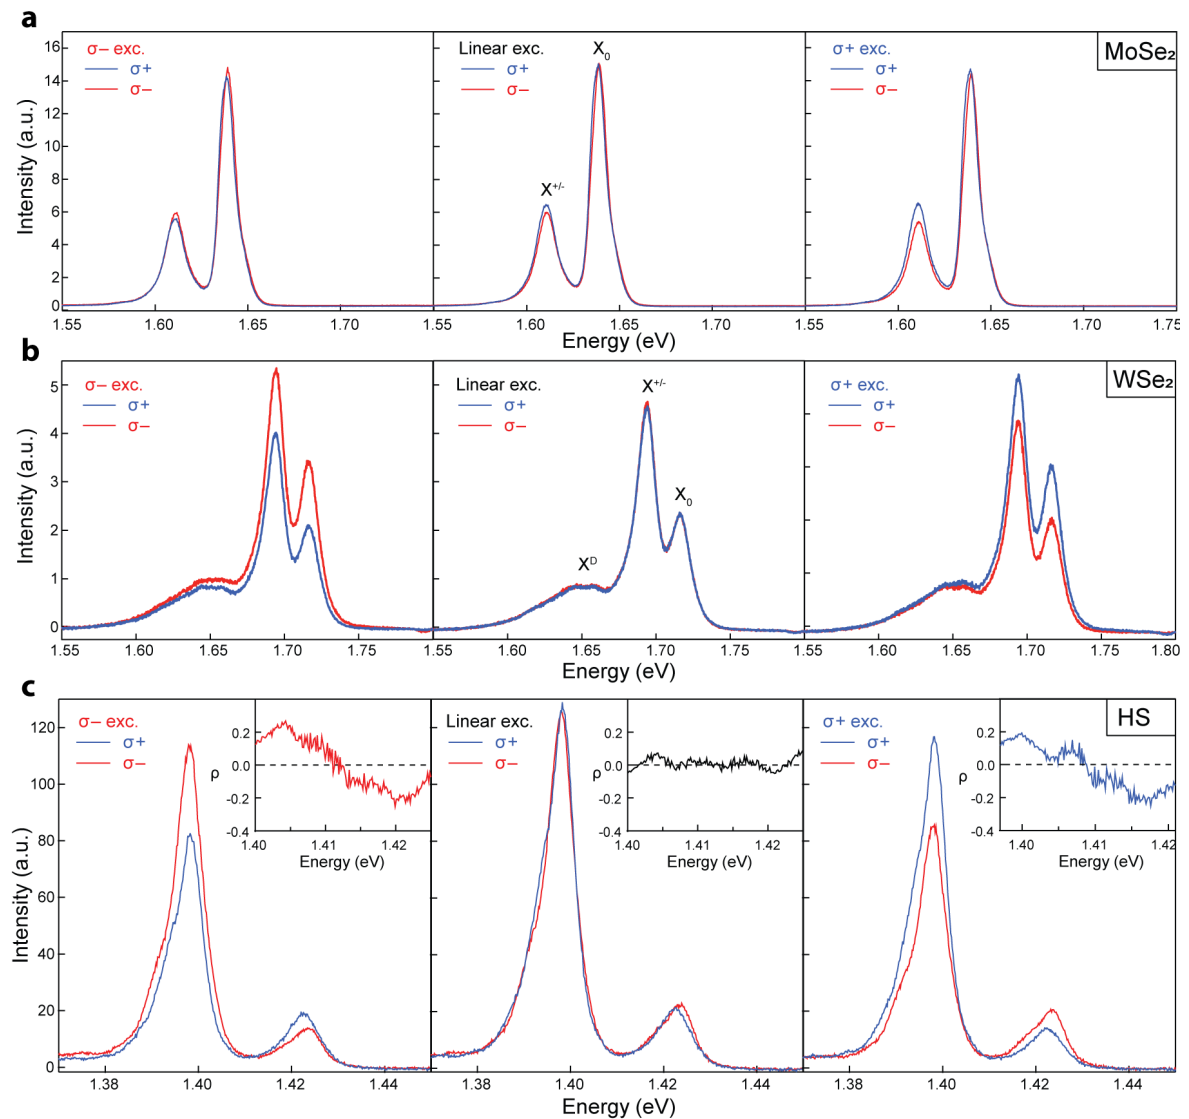 a
σ− exc.
σ+
σ−
Linear exc.
σ+
σ−
X0
X+/-
σ+ exc.
σ+
σ−
MoSe2
Intensity (a.u.)
16
14
12
10
8
6
4
2
0
1.55 1.60 1.65 1.70 1.55 1.60 1.65 1.70 1.55 1.60 1.65 1.70 1.75
Energy (eV)
b
σ− exc.
σ+
σ−
Linear exc.
σ+
σ−
X+/-
X0
XD
σ+ exc.
σ+
σ−
WSe2
Intensity (a.u.)
5
4
3
2
1
0
1.55 1.60 1.65 1.70 1.75 1.55 1.60 1.65 1.70 1.75 1.55 1.60 1.65 1.70 1.75 1.80
Energy (eV)
c
σ− exc.
σ+
σ−
0.2
0.0
-0.2
-0.4
ρ
1.40 1.41 1.42
Energy (eV)
Linear exc.
σ+
σ−
0.2
0.0
-0.2
-0.4
ρ
1.40 1.41 1.42
Energy (eV)
σ+ exc.
σ+
σ−
0.2
0.0
-0.2
-0.4
ρ
1.40 1.41 1.42
Energy (eV)
HS
Intensity (a.u.)
120
100
80
60
40
20
0
1.38 1.40 1.42 1.44 1.38 1.40 1.42 1.44 1.38 1.40 1.42 1.44
Energy (eV)